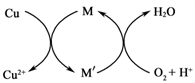 Cu M H₂O
Cu²⁺ M′ O₂+H⁺